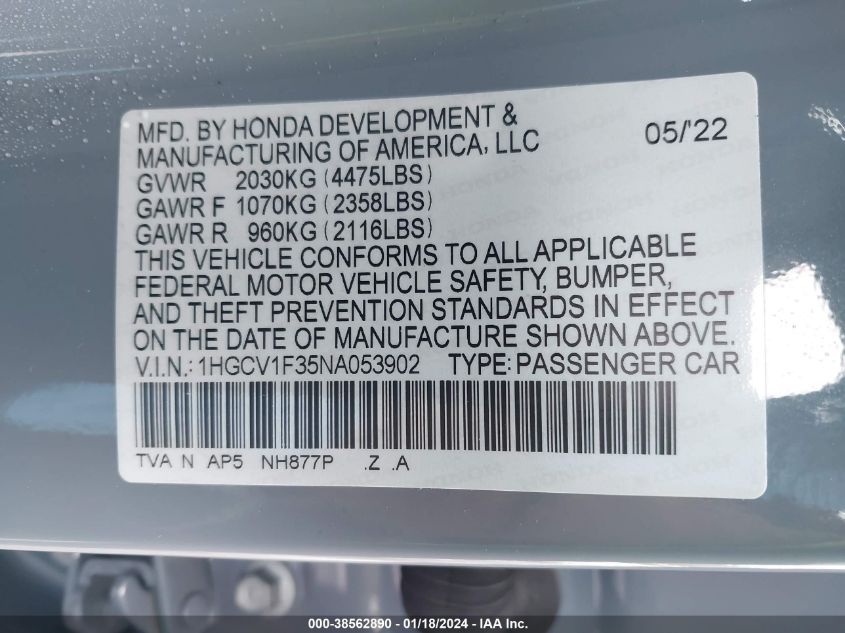 MFD. BY HONDA DEVELOPMENT &
MANUFACTURING OF AMERICA, LLC 05/'22
GVWR 2030KG (4475LBS)
GAWR F 1070KG (2358LBS)
GAWR R 960KG (2116LBS)
THIS VEHICLE CONFORMS TO ALL APPLICABLE
FEDERAL MOTOR VEHICLE SAFETY, BUMPER,
AND THEFT PREVENTION STANDARDS IN EFFECT
ON THE DATE OF MANUFACTURE SHOWN ABOVE.
V.I.N.: 1HGCV1F35NA053902 TYPE: PASSENGER CAR
TVA N AP5 NH877P .Z .A
000-38562890 - 01/18/2024 - IAAI Inc.